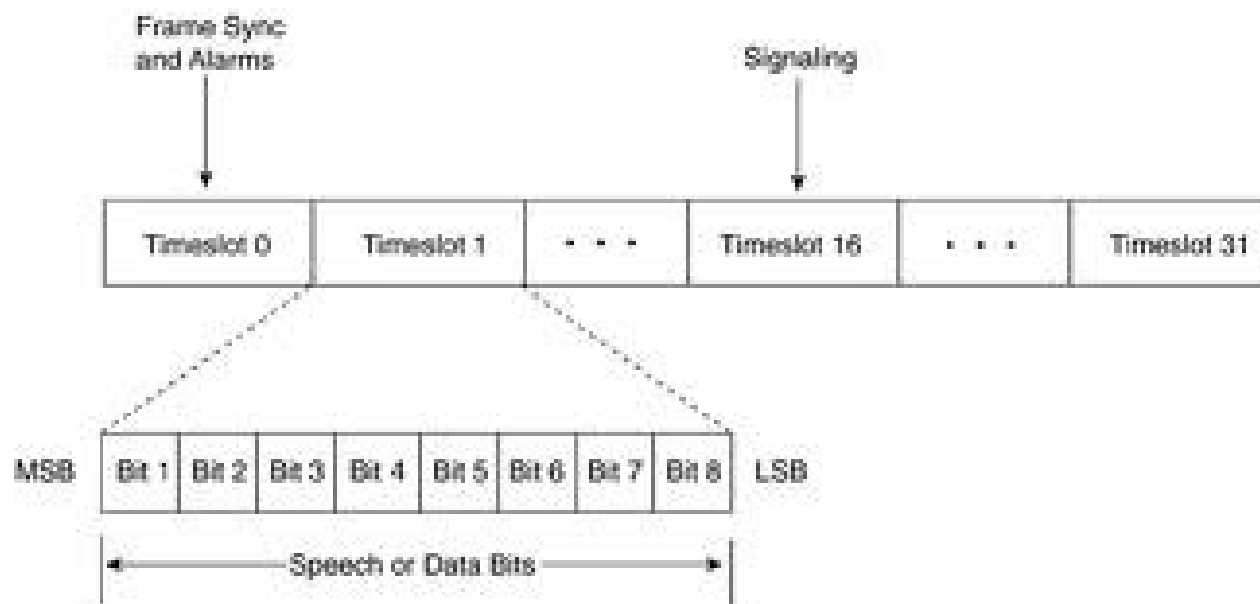 Frame Sync
and Alarms
Signaling
Timeslot 0
Timeslot 1
. . .
Timeslot 16
. . .
Timeslot 31
MSB
Bit 1
Bit 2
Bit 3
Bit 4
Bit 5
Bit 6
Bit 7
Bit 8
LSB
Speech or Data Bits